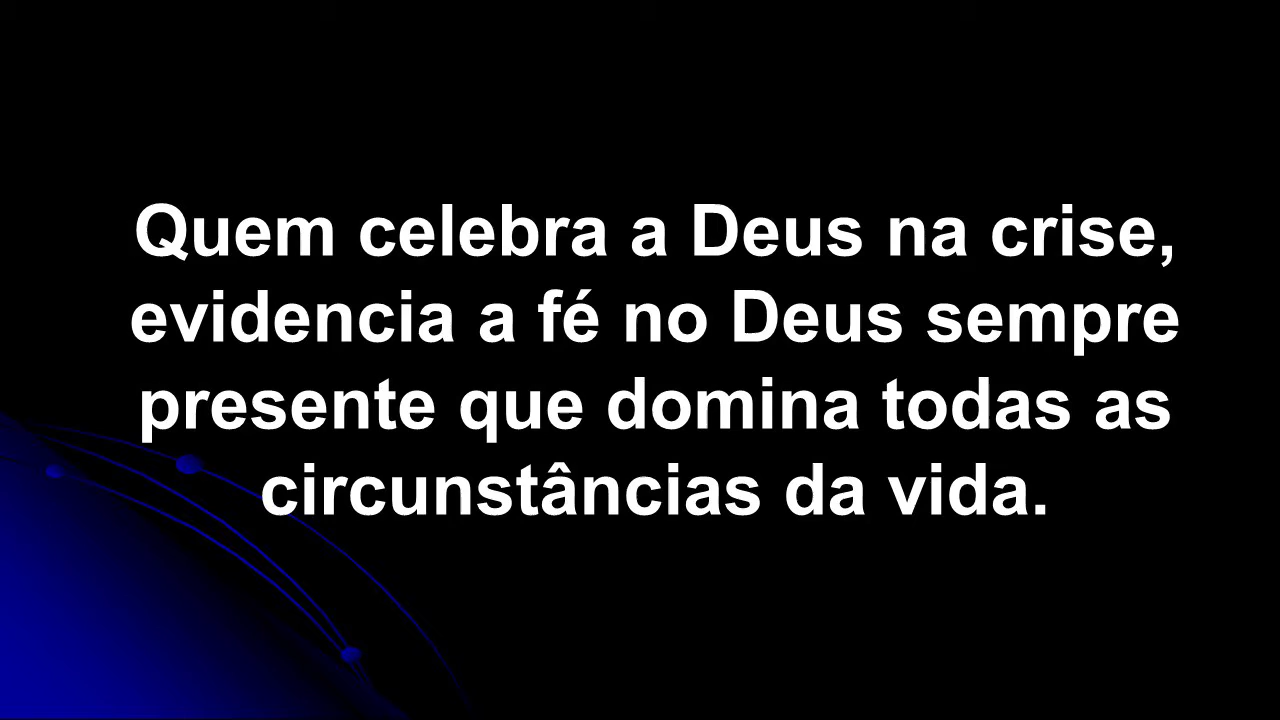 Quem celebra a Deus na crise,
evidencia a fé no Deus sempre
presente que domina todas as
circunstâncias da vida.